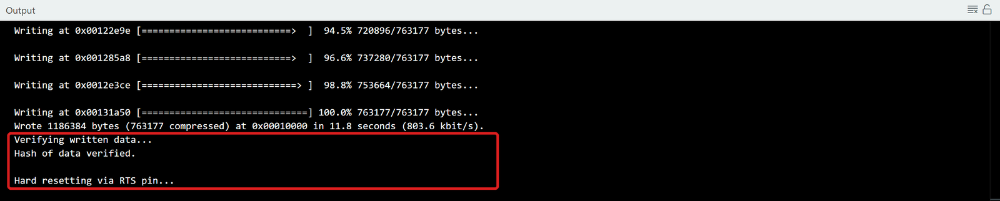 Output
Writing at 0x00122e9e [===========================>  ]  94.5% 720896/763177 bytes...
Writing at 0x001285a8 [===========================>  ]  96.6% 737280/763177 bytes...
Writing at 0x0012e3ce [============================> ]  98.8% 753664/763177 bytes...
Writing at 0x00131a50 [==============================] 100.0% 763177/763177 bytes...
Wrote 1186384 bytes (763177 compressed) at 0x00010000 in 11.8 seconds (803.6 kbit/s).
Verifying written data...
Hash of data verified.
Hard resetting via RTS pin...